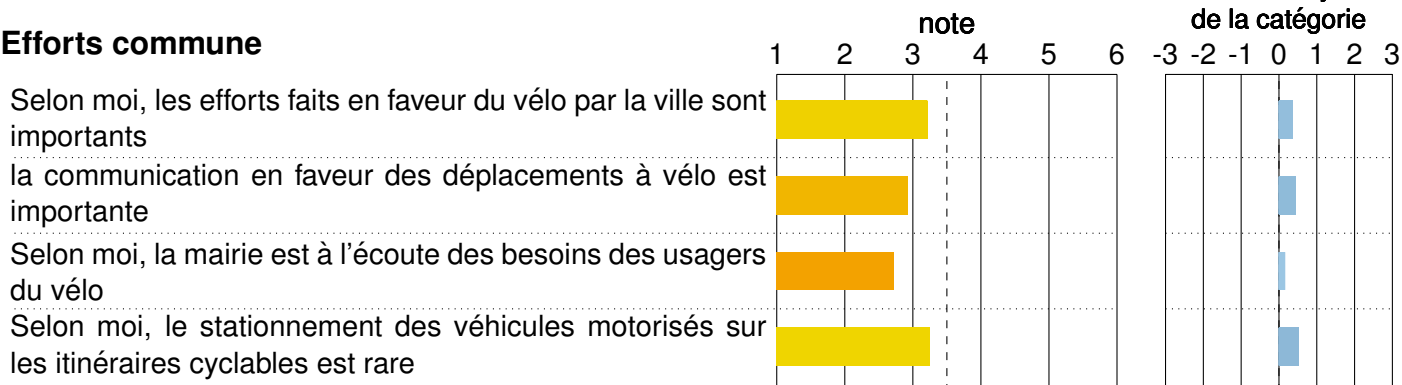 note
de la catégorie
Efforts commune
1 2 3 4 5 6
-3 -2 -1 0 1 2 3
Selon moi, les efforts faits en faveur du vélo par la ville sont
importants
la communication en faveur des déplacements à vélo est
importante
Selon moi, la mairie est à l'écoute des besoins des usagers
du vélo
Selon moi, le stationnement des véhicules motorisés sur
les itinéraires cyclables est rare